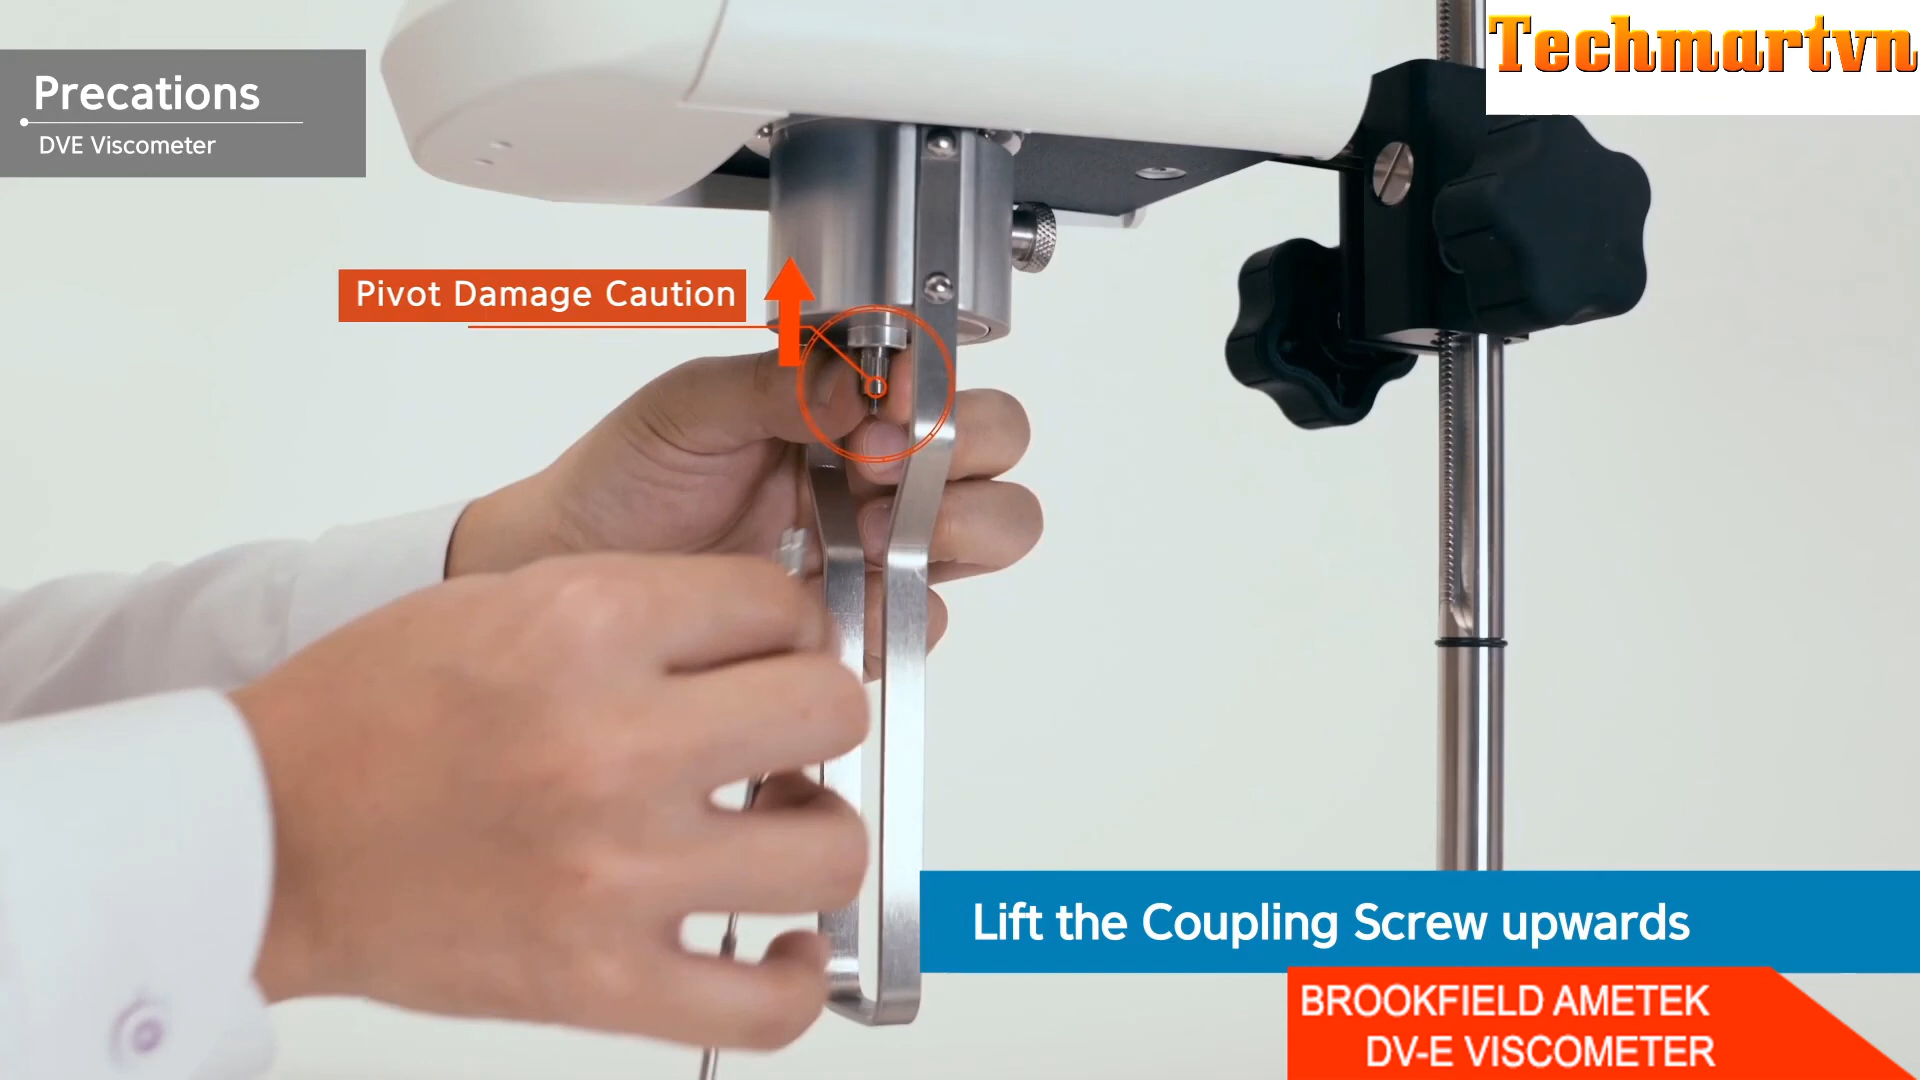 Techmartvn
Precations
DVE Viscometer
Pivot Damage Caution
Lift the Coupling Screw upwards
BROOKFIELD AMETEK
DV-E VISCOMETER